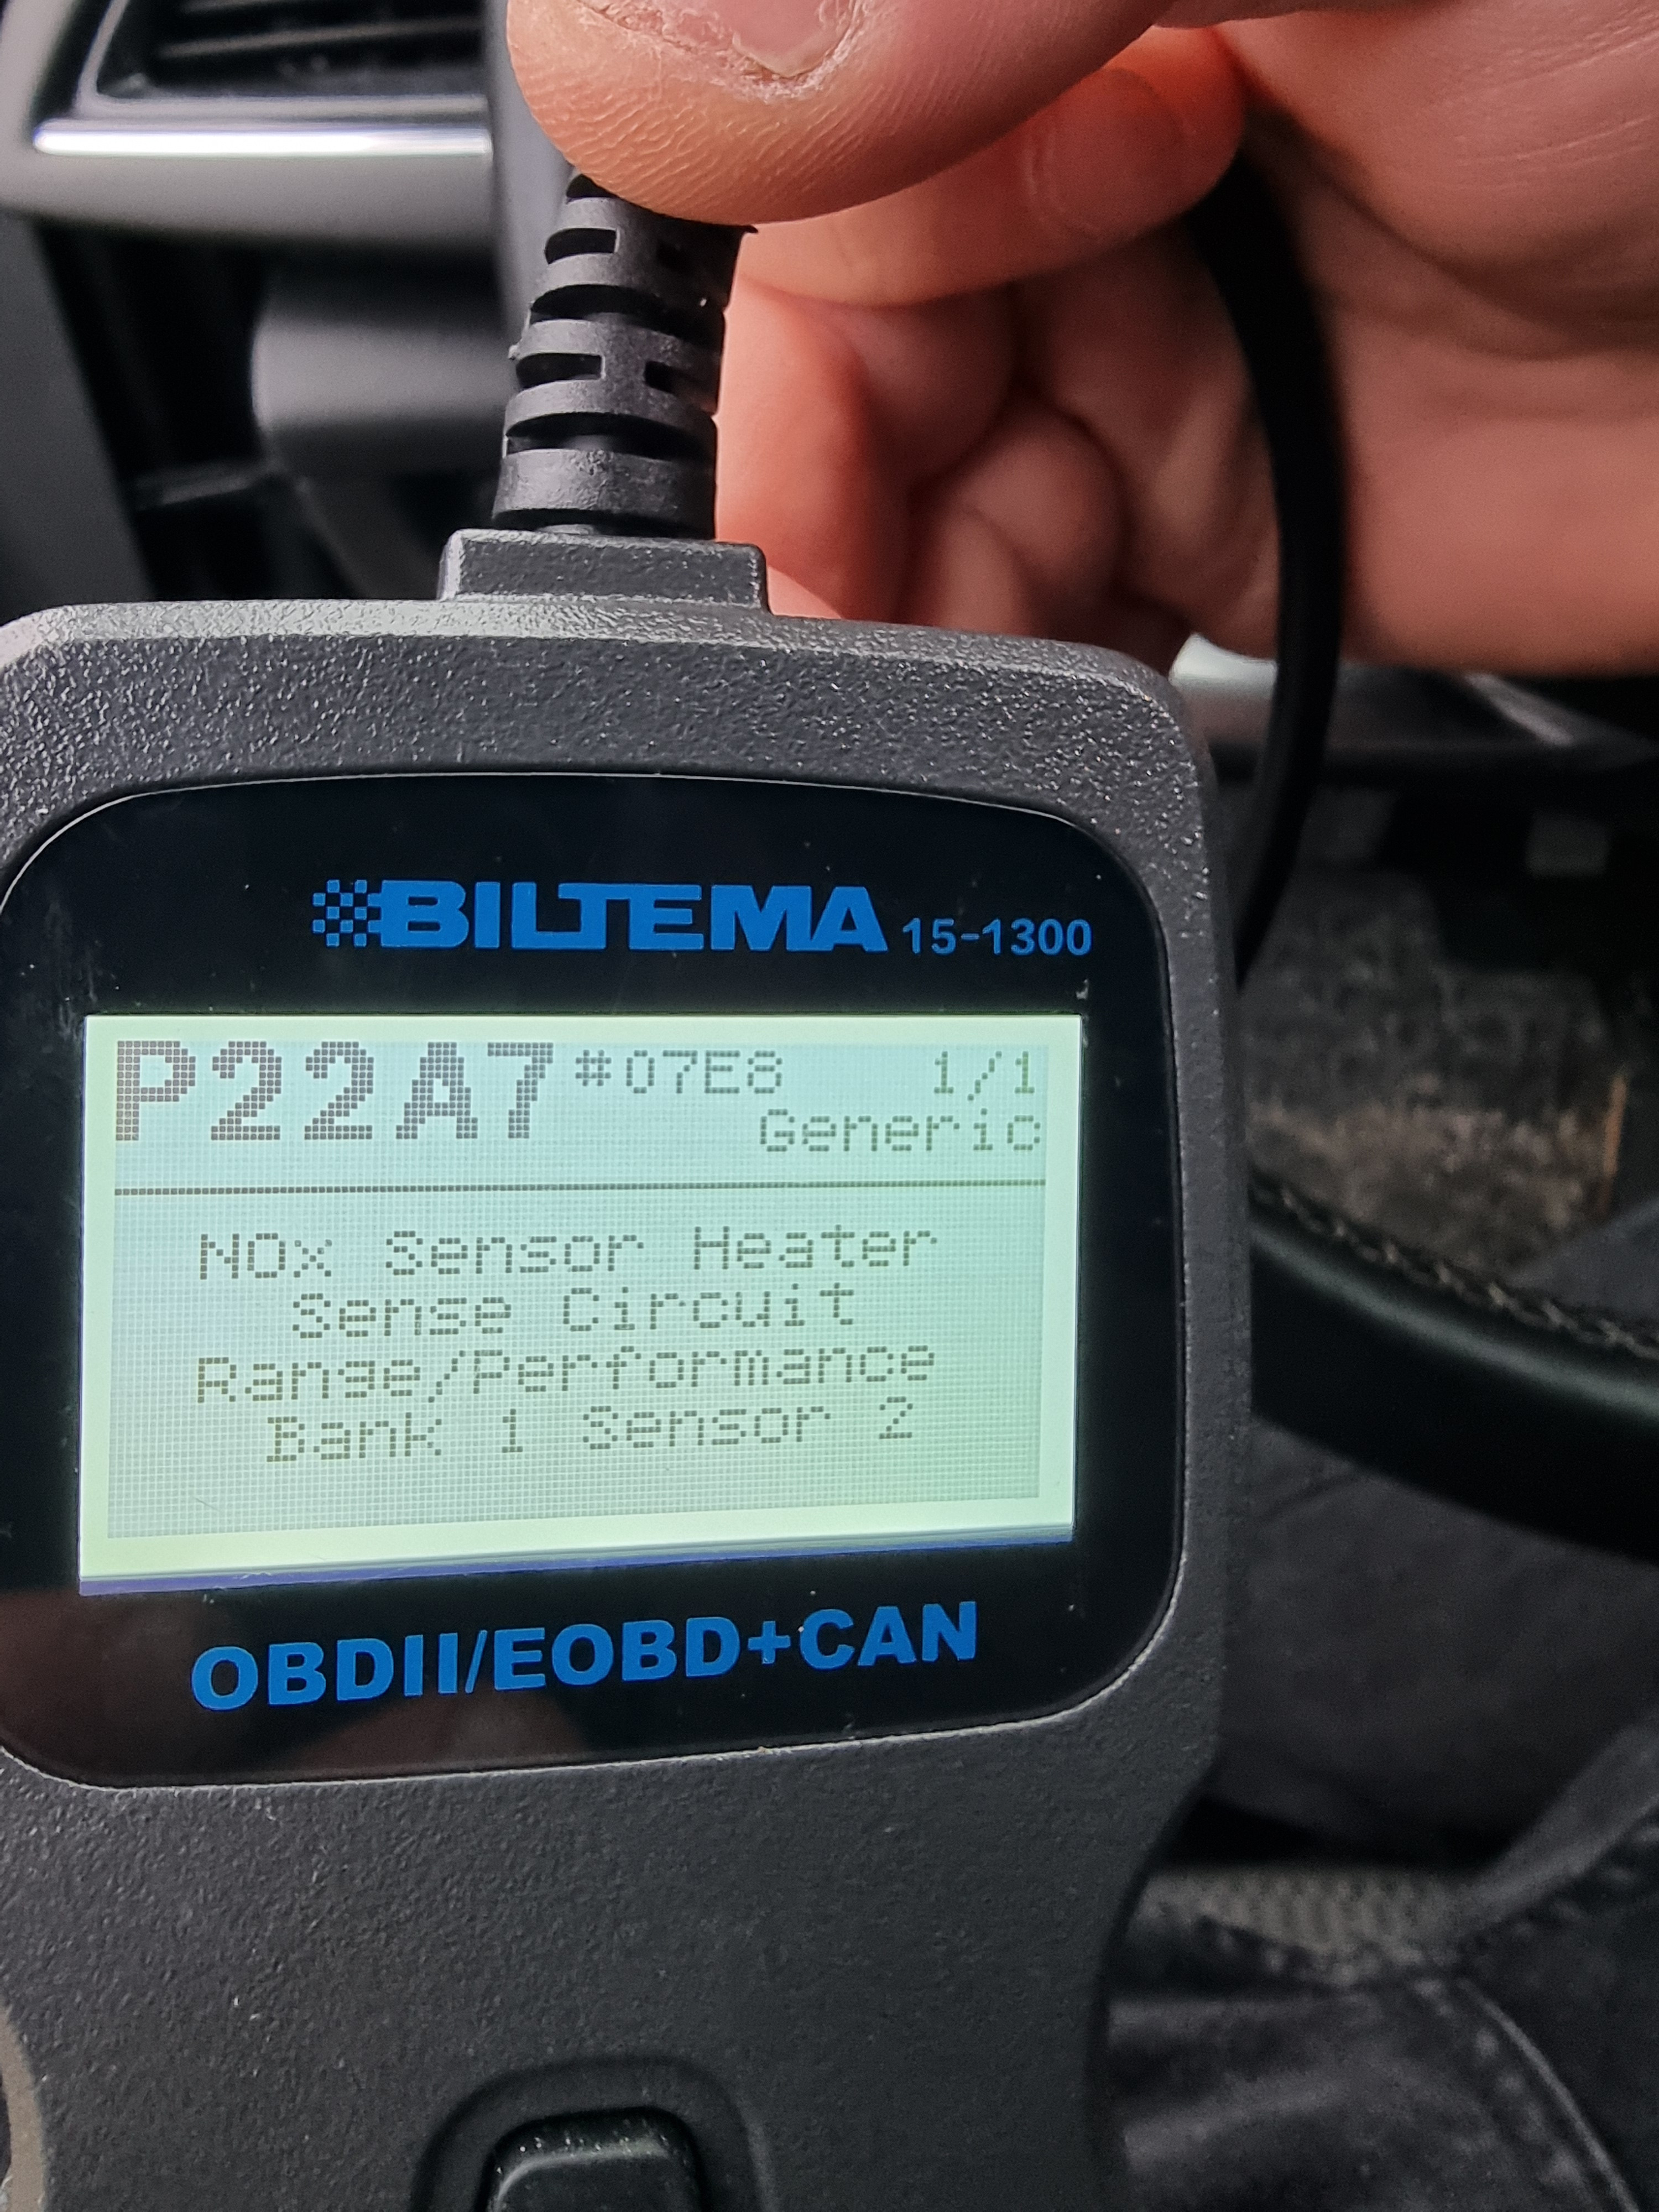 BILTEMA 15-1300
P22A7 #07E8 1/1
Generic
NOx Sensor Heater
Sense Circuit
Range/Performance
Bank 1 Sensor 2
OBDII/EOBD+CAN